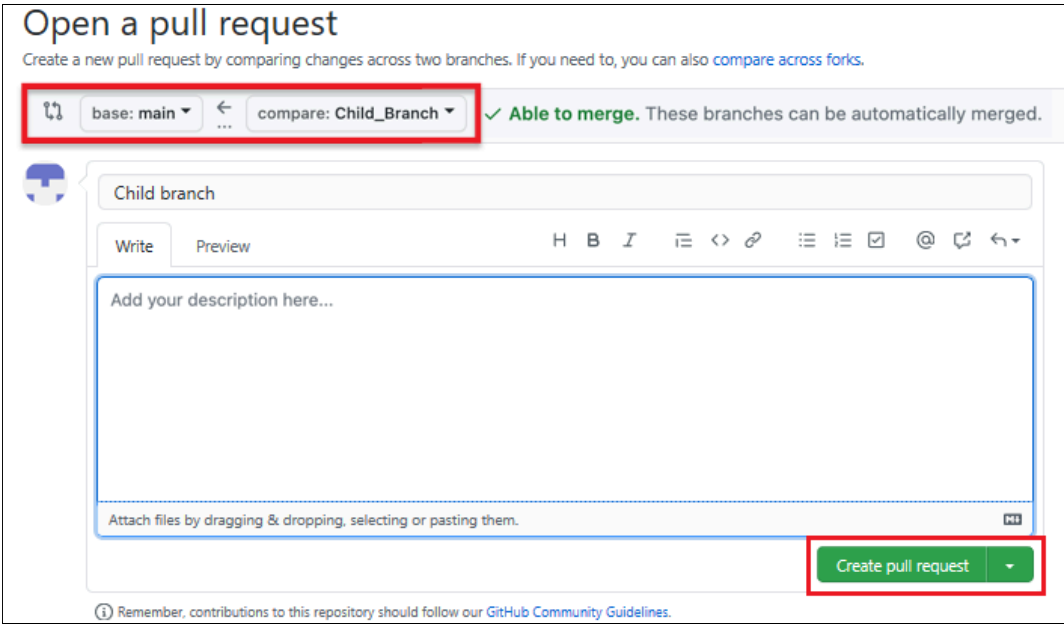 Open a pull request
Create a new pull request by comparing changes across two branches. If you need to, you can also compare across forks.
base: main ← ... compare: Child_Branch ✓ Able to merge. These branches can be automatically merged.
Child branch
Write Preview H B I <> @
Add your description here...
Attach files by dragging & dropping, selecting or pasting them.
Create pull request
Remember, contributions to this repository should follow our GitHub Community Guidelines.